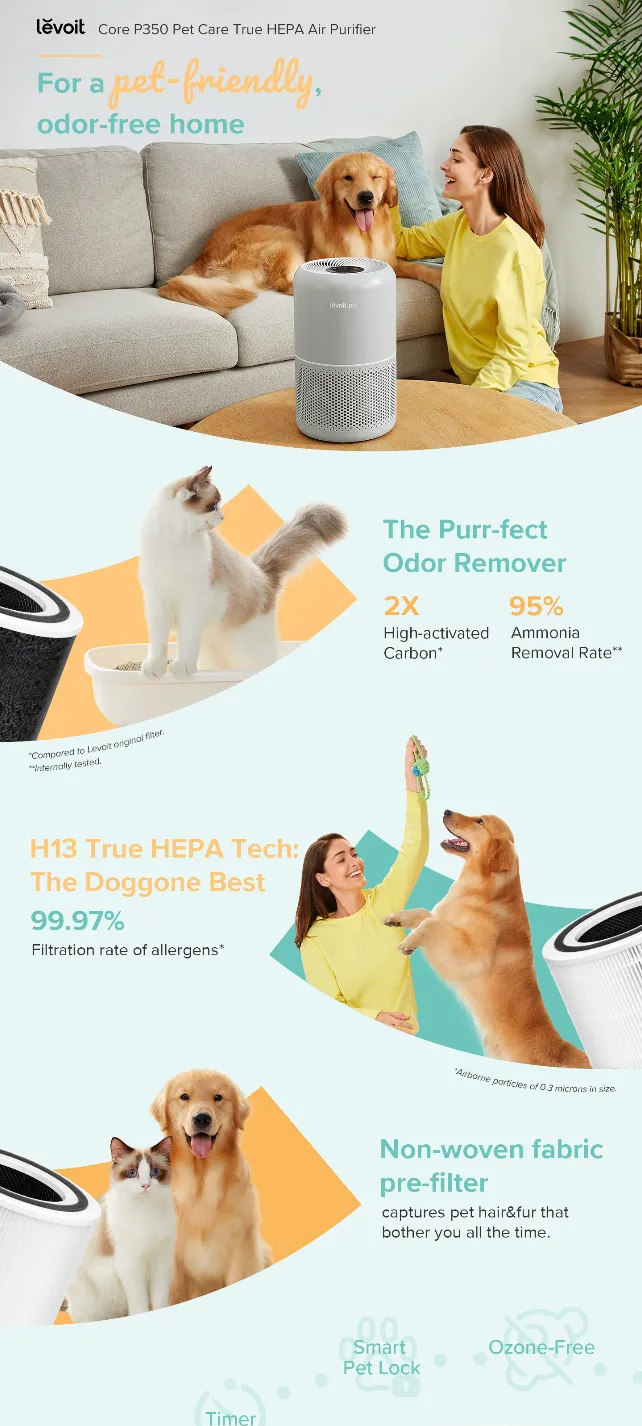 levoit Core P350 Pet Care True HEPA Air Purifier
For a pet-friendly,
odor-free home
levoit pet
The Purr-fect
Odor Remover
2X 95%
High-activated Ammonia
Carbon* Removal Rate**
*Compared to Levoit original filter.
**Internally tested.
H13 True HEPA Tech:
The Doggone Best
99.97%
Filtration rate of allergens*
*Airborne particles of 0.3 microns in size.
Non-woven fabric
pre-filter
captures pet hair&fur that
bother you all the time.
Smart
Pet Lock
Ozone-Free
Timer